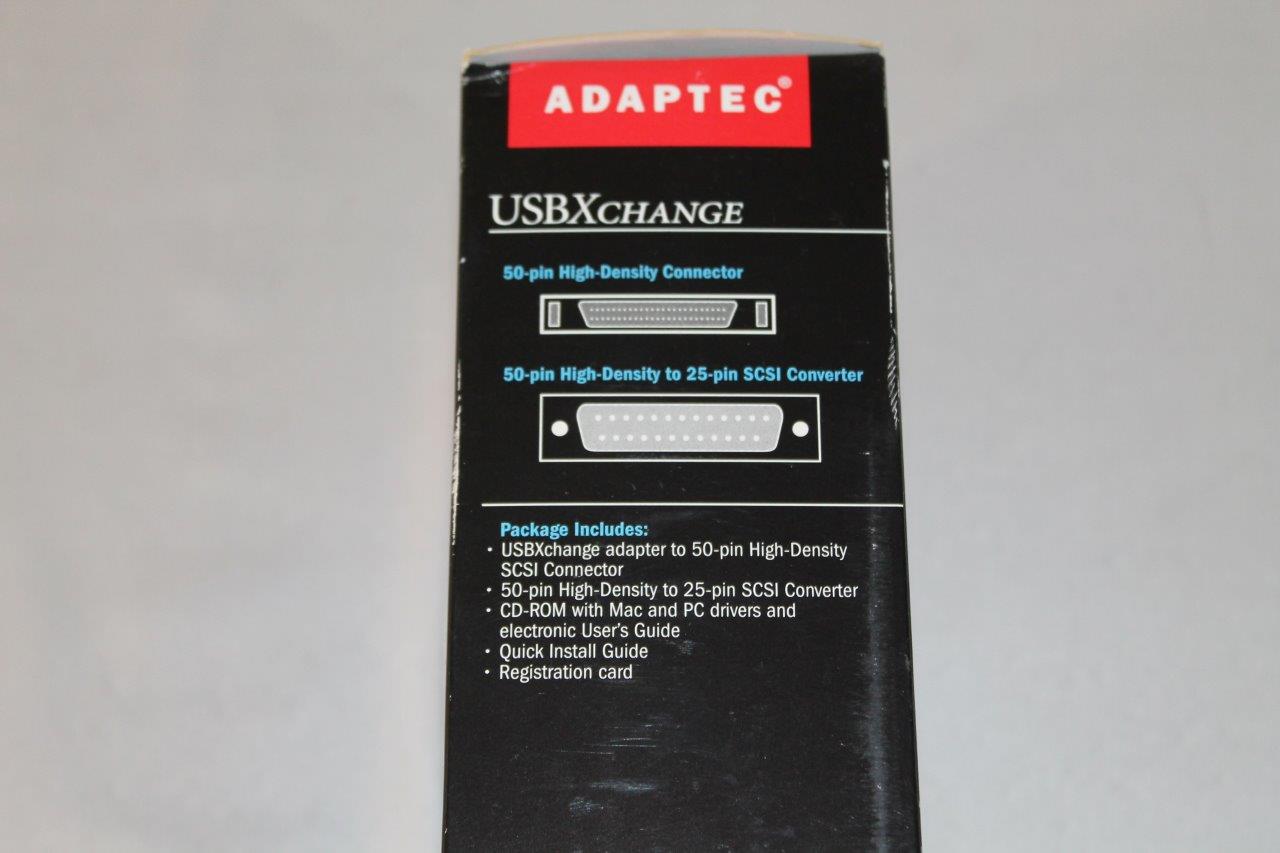 ADAPTEC®
USBXCHANGE
50-pin High-Density Connector
50-pin High-Density to 25-pin SCSI Converter
Package Includes:
• USBXchange adapter to 50-pin High-Density
SCSI Connector
• 50-pin High-Density to 25-pin SCSI Converter
• CD-ROM with Mac and PC drivers and
electronic User's Guide
• Quick Install Guide
• Registration card